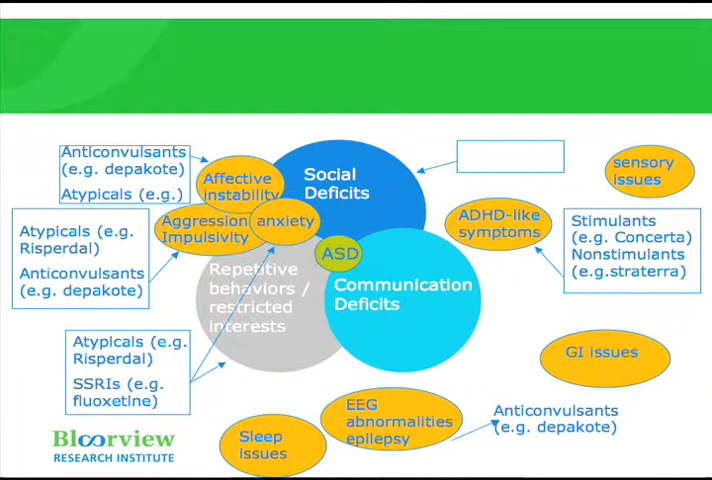 Anticonvulsants
(e.g. depakote)
Atypicals (e.g.)
Affective
instability
Social
Deficits
sensory
issues
Atypicals (e.g.
Risperdal)
Anticonvulsants
(e.g. depakote)
Aggression/
Impulsivity
anxiety
ADHD-like
symptoms
Stimulants
(e.g. Concerta)
Nonstimulants
(e.g.straterra)
ASD
Repetitive
behaviors /
restricted
interests
Communication
Deficits
Atypicals (e.g.
Risperdal)
SSRIs (e.g.
fluoxetine)
GI issues
EEG
abnormalities
epilepsy
Anticonvulsants
(e.g. depakote)
Sleep
issues
Bloorview
RESEARCH INSTITUTE